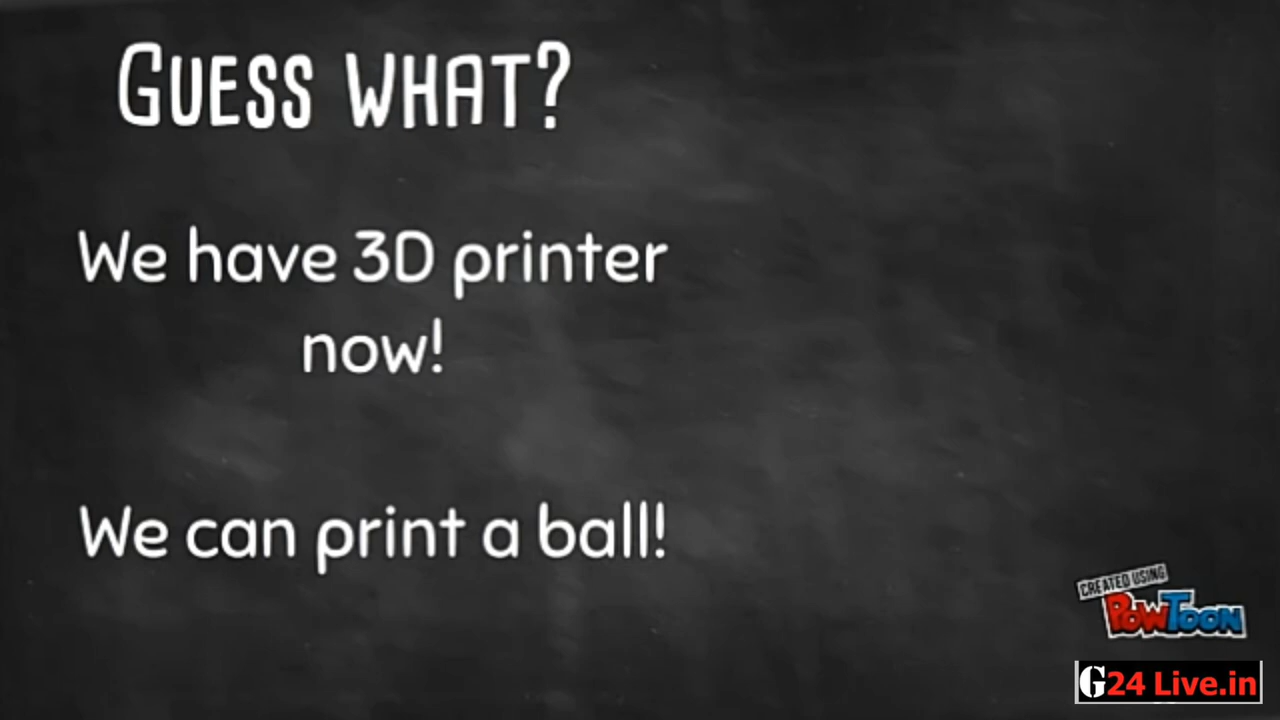 GUESS WHAT?
We have 3D printer
now!
We can print a ball!
CREATED USING
POWTOON
G24 Live.in